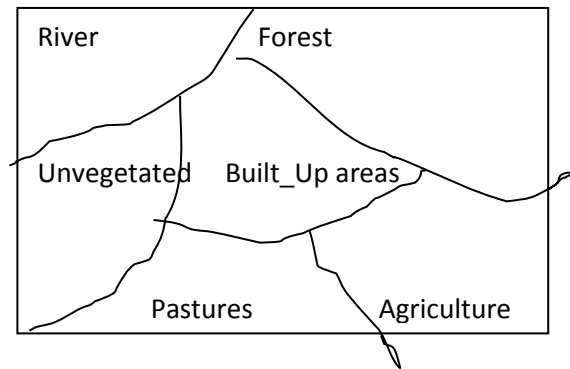 River
Forest
Unvegetated
Built_Up areas
Pastures
Agriculture